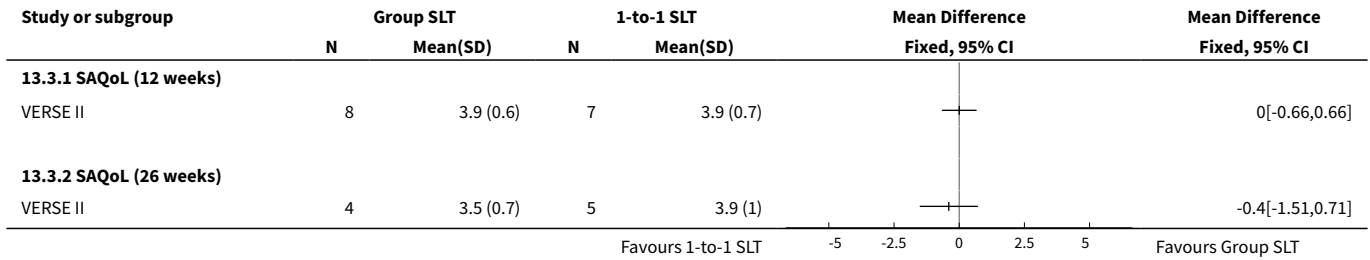 Study or subgroup Group SLT 1-to-1 SLT Mean Difference Mean Difference
N Mean(SD) N Mean(SD) Fixed, 95% CI Fixed, 95% CI
13.3.1 SAQoL (12 weeks)
VERSE II 8 3.9 (0.6) 7 3.9 (0.7) 0[-0.66,0.66]
13.3.2 SAQoL (26 weeks)
VERSE II 4 3.5 (0.7) 5 3.9 (1) -0.4[-1.51,0.71]
Favours 1-to-1 SLT -5 -2.5 0 2.5 5 Favours Group SLT